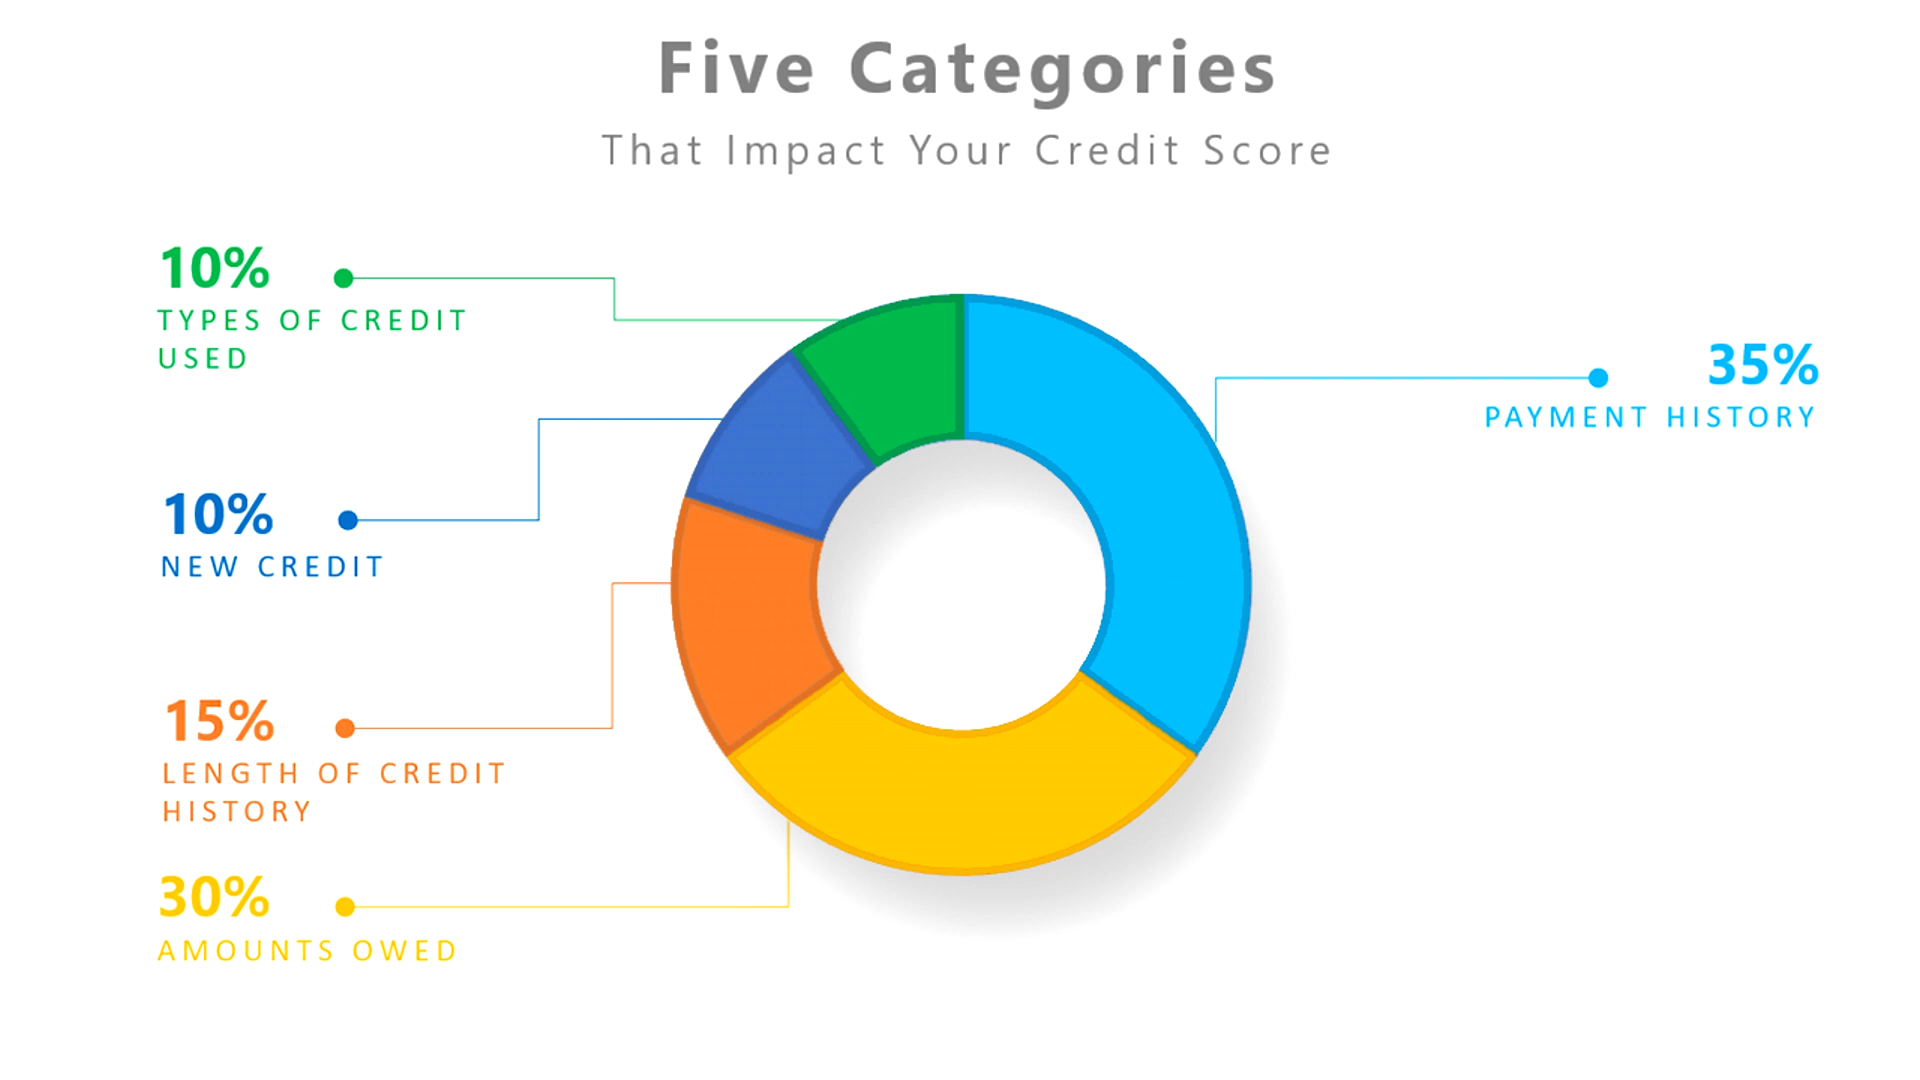 Five Categories
That Impact Your Credit Score
10%
TYPES OF CREDIT
USED
35%
PAYMENT HISTORY
10%
NEW CREDIT
15%
LENGTH OF CREDIT
HISTORY
30%
AMOUNTS OWED